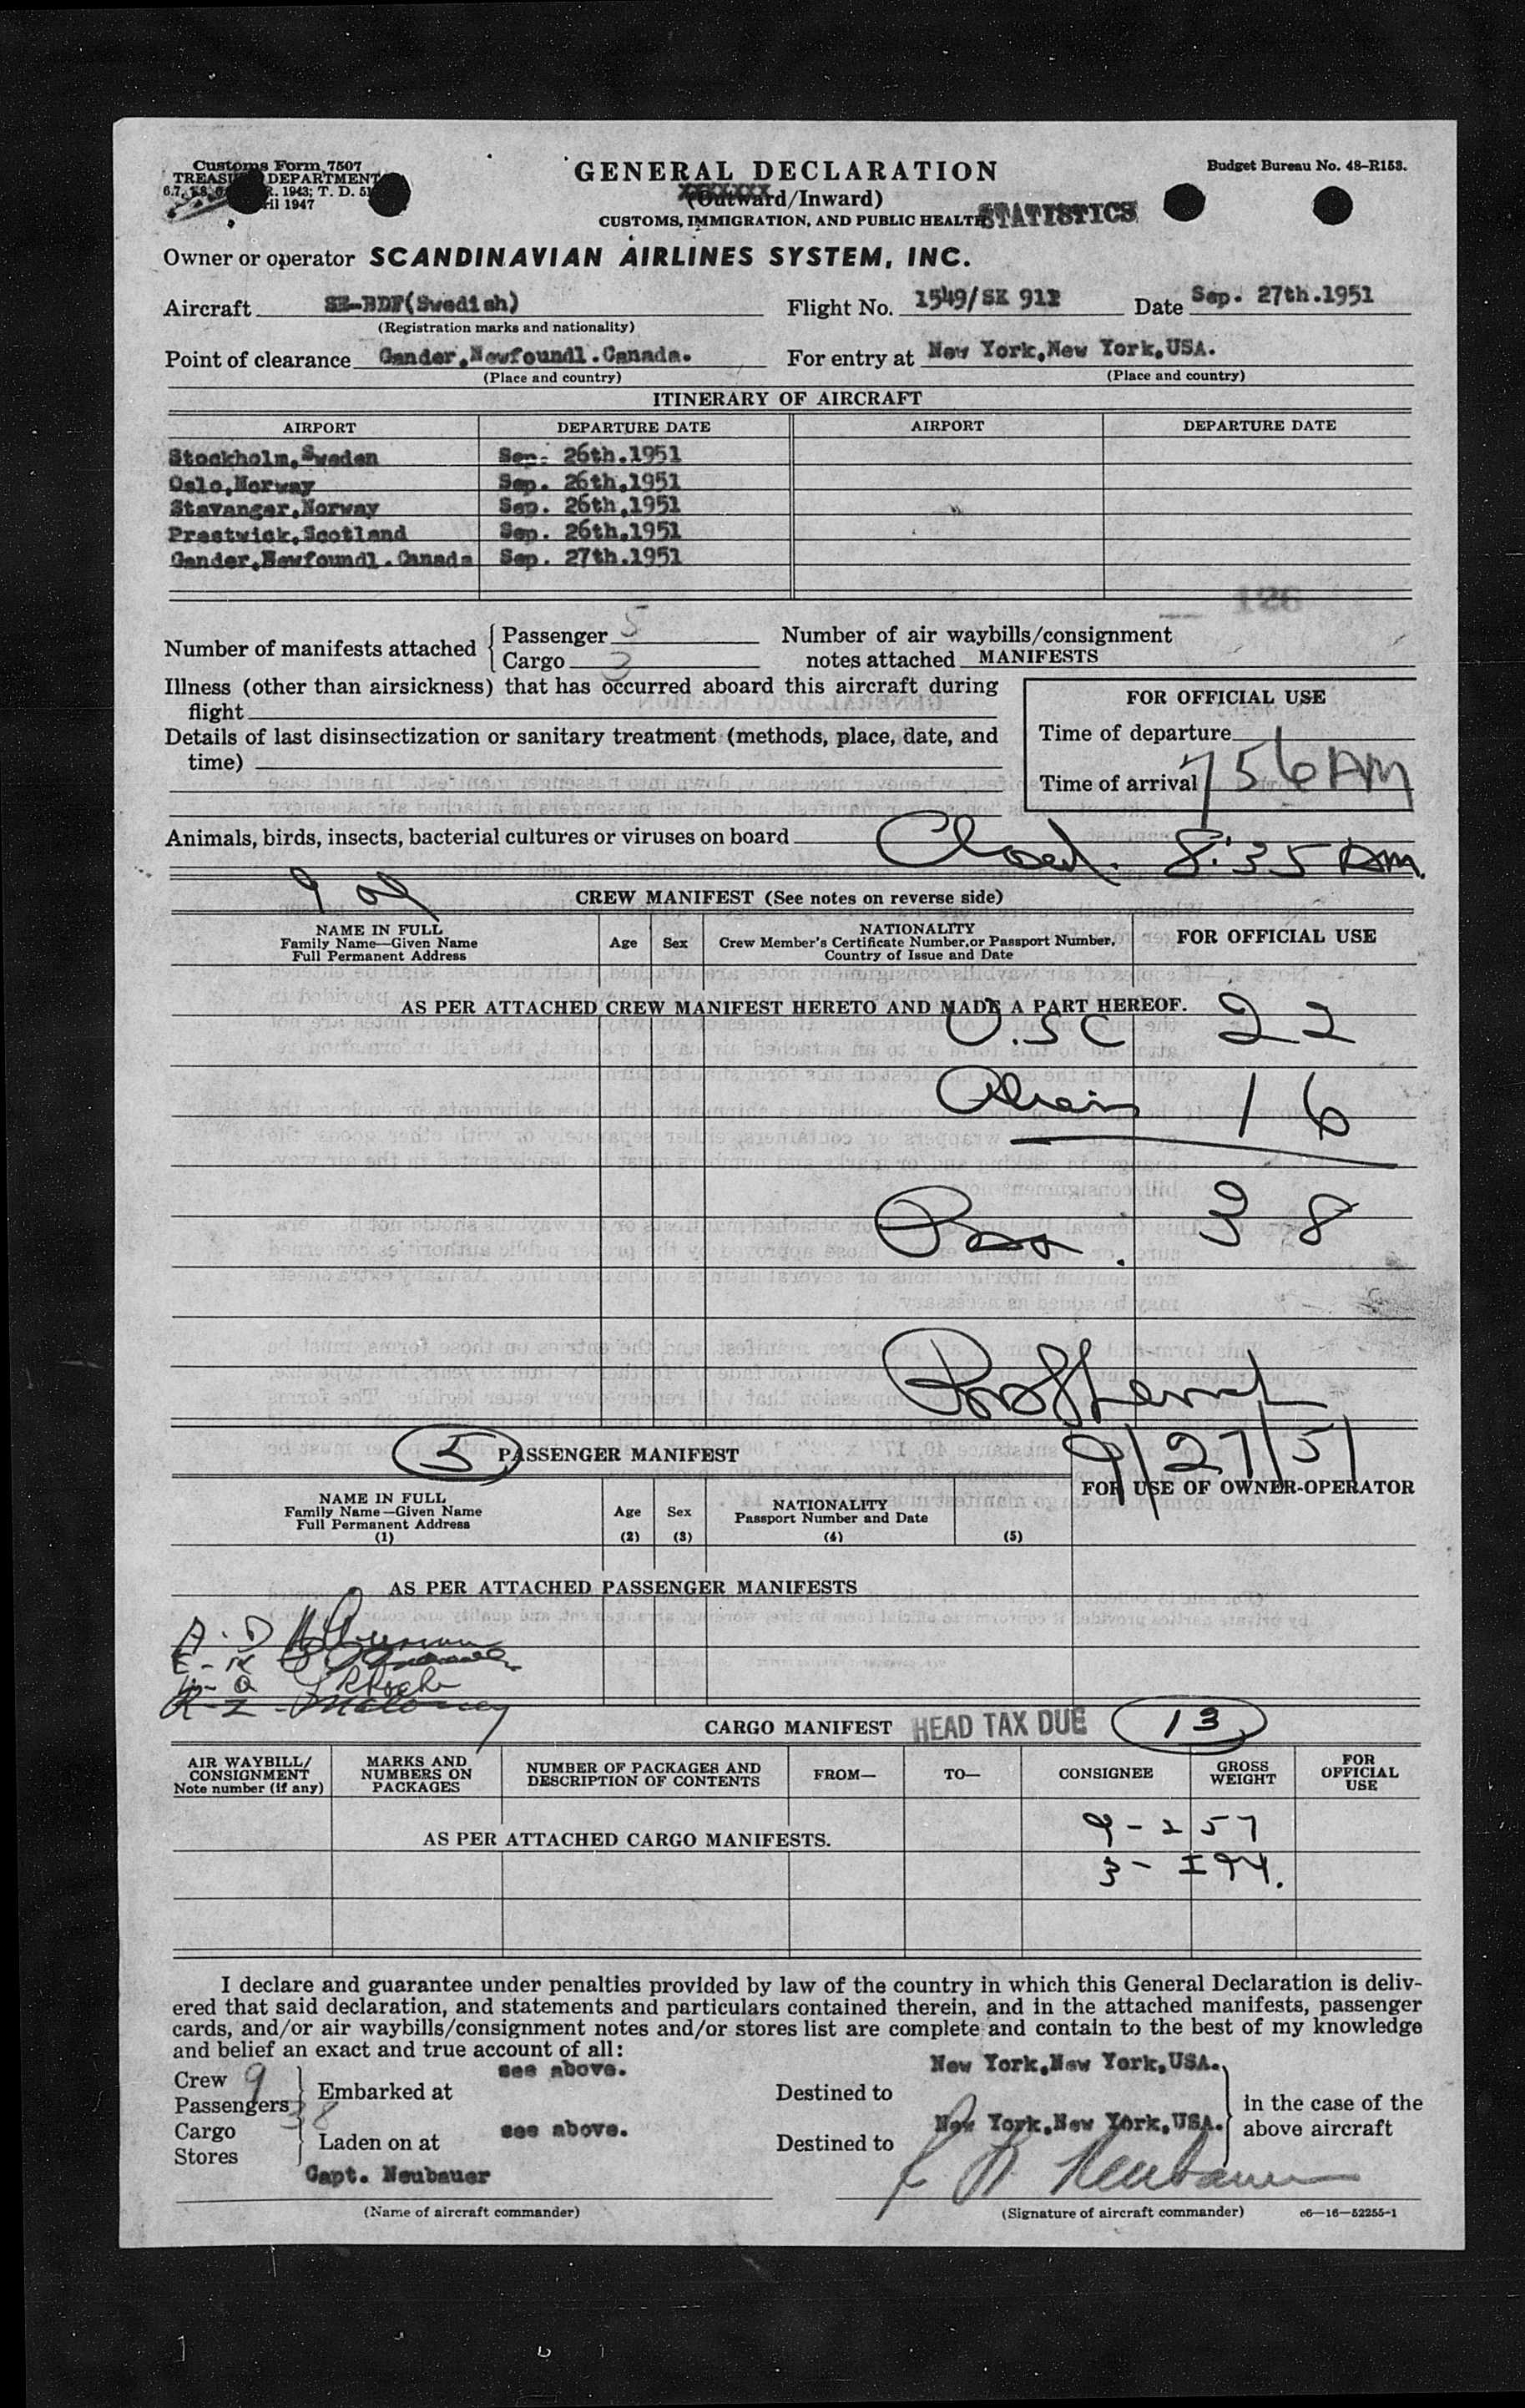 Customs Form 7507
TREASU DEPARTMENT
1943; T. D. 51
ril 1947
GENERAL DECLARATION
(Outward/Inward)
CUSTOMS, IMMIGRATION, AND PUBLIC HEALTH
STATISTICS
Budget Bureau No. 48-R153.
Owner or operator SCANDINAVIAN AIRLINES SYSTEM, INC.
Aircraft SE-BDF(Swedish) Flight No. 1549/SK 912 Date Sep. 27th.1951
(Registration marks and nationality)
Point of clearance Gander,Newfoundl.Canada. For entry at New York,New York,USA.
(Place and country) (Place and country)
ITINERARY OF AIRCRAFT
AIRPORT DEPARTURE DATE AIRPORT DEPARTURE DATE
Stockholm,Sweden Sep. 26th.1951
Oslo,Norway Sep. 26th,1951
Stavanger,Norway Sep. 26th,1951
Prestwick,Scotland Sep. 26th,1951
Gander,Newfoundl.Canada Sep. 27th.1951
126
Number of manifests attached Passenger 5 Number of air waybills/consignment
Cargo 3 notes attached MANIFESTS
Illness (other than airsickness) that has occurred aboard this aircraft during
flight
Details of last disinsectization or sanitary treatment (methods, place, date, and
time)
FOR OFFICIAL USE
Time of departure
Time of arrival 756 AM
Animals, birds, insects, bacterial cultures or viruses on board
Closed. 8:35 AM.
9
CREW MANIFEST (See notes on reverse side)
NAME IN FULL
Family Name—Given Name
Full Permanent Address
Age
Sex
NATIONALITY
Crew Member's Certificate Number,or Passport Number,
Country of Issue and Date
FOR OFFICIAL USE
AS PER ATTACHED CREW MANIFEST HERETO AND MADE A PART HEREOF.
U.S C 22
Aliens 16
Pass. 38
9/27/51
5 PASSENGER MANIFEST
FOR USE OF OWNER-OPERATOR
NAME IN FULL
Family Name—Given Name
Full Permanent Address
(1)
Age
(2)
Sex
(3)
NATIONALITY
Passport Number and Date
(4)
(5)
AS PER ATTACHED PASSENGER MANIFESTS
A - D
E - K
L - Q
R - Z - Maloney
CARGO MANIFEST HEAD TAX DUE 13
AIR WAYBILL/
CONSIGNMENT
Note number (if any)
MARKS AND
NUMBERS ON
PACKAGES
NUMBER OF PACKAGES AND
DESCRIPTION OF CONTENTS
FROM—
TO—
CONSIGNEE
GROSS
WEIGHT
FOR
OFFICIAL
USE
9-257
AS PER ATTACHED CARGO MANIFESTS.
3- I94.
I declare and guarantee under penalties provided by law of the country in which this General Declaration is deliv-
ered that said declaration, and statements and particulars contained therein, and in the attached manifests, passenger
cards, and/or air waybills/consignment notes and/or stores list are complete and contain to the best of my knowledge
and belief an exact and true account of all:
Crew 9
Passengers 38
Cargo
Stores
Embarked at see above. Destined to New York,New York,USA.
Laden on at see above. Destined to New York,New York,USA.
in the case of the
above aircraft
Capt. Neubauer
(Name of aircraft commander) (Signature of aircraft commander) c6—16—52255-1